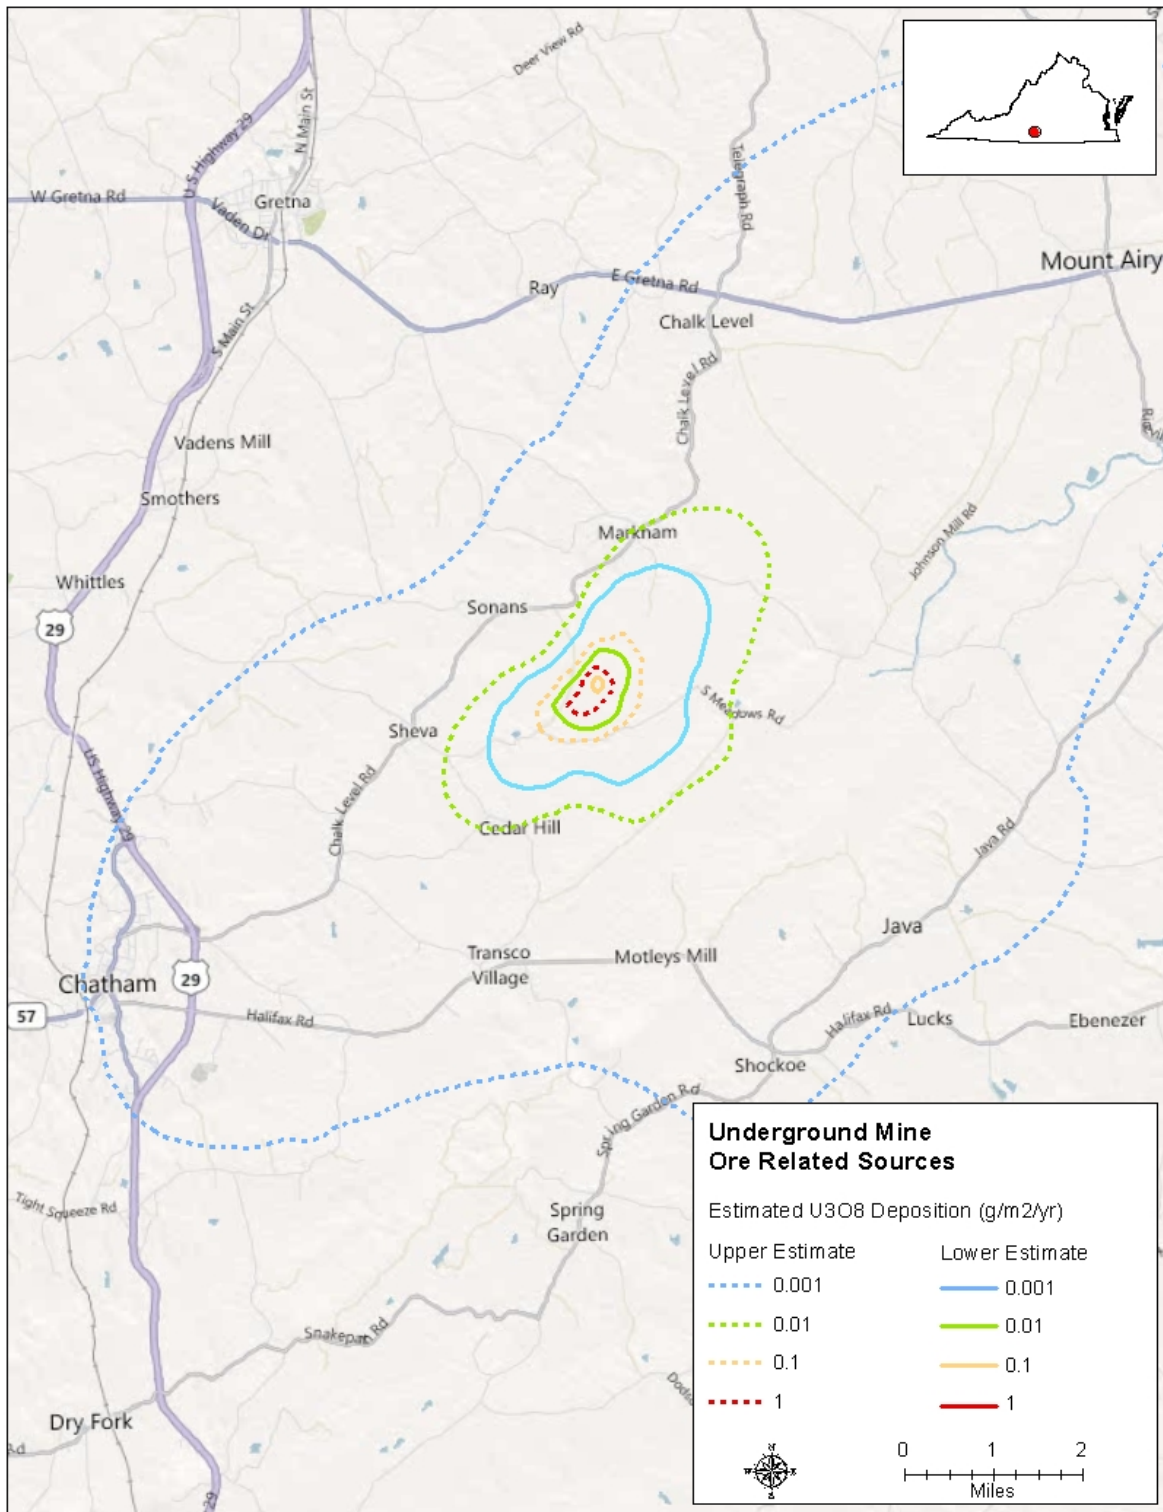 Deer View Rd
U S Highway 29
N Main St
Telegraph Rd
W Gretna Rd
Gretna
Vaden Dr
Mount Airy
Ray
E Gretna Rd
Chalk Level
S Main St
Chalk Level Rd
Vadens Mill
Smothers
Markham
Johnson Mill Rd
Whittles
Sonans
29
S Meadows Rd
Sheva
US Highway 29
Chalk Level Rd
Cedar Hill
Java Rd
Java
Transco
Village
Motleys Mill
Chatham
29
57
Halifax Rd
Halifax Rd
Lucks
Ebenezer
Shockoe
Spring Garden Rd
Tight Squeeze Rd
Spring
Garden
Snakepath Rd
Dry Fork
Rd
29
Underground Mine
Ore Related Sources
Estimated U3O8 Deposition (g/m2/yr)
Upper Estimate Lower Estimate
0.001 0.001
0.01 0.01
0.1 0.1
1 1
N
W E
S
0 1 2
Miles